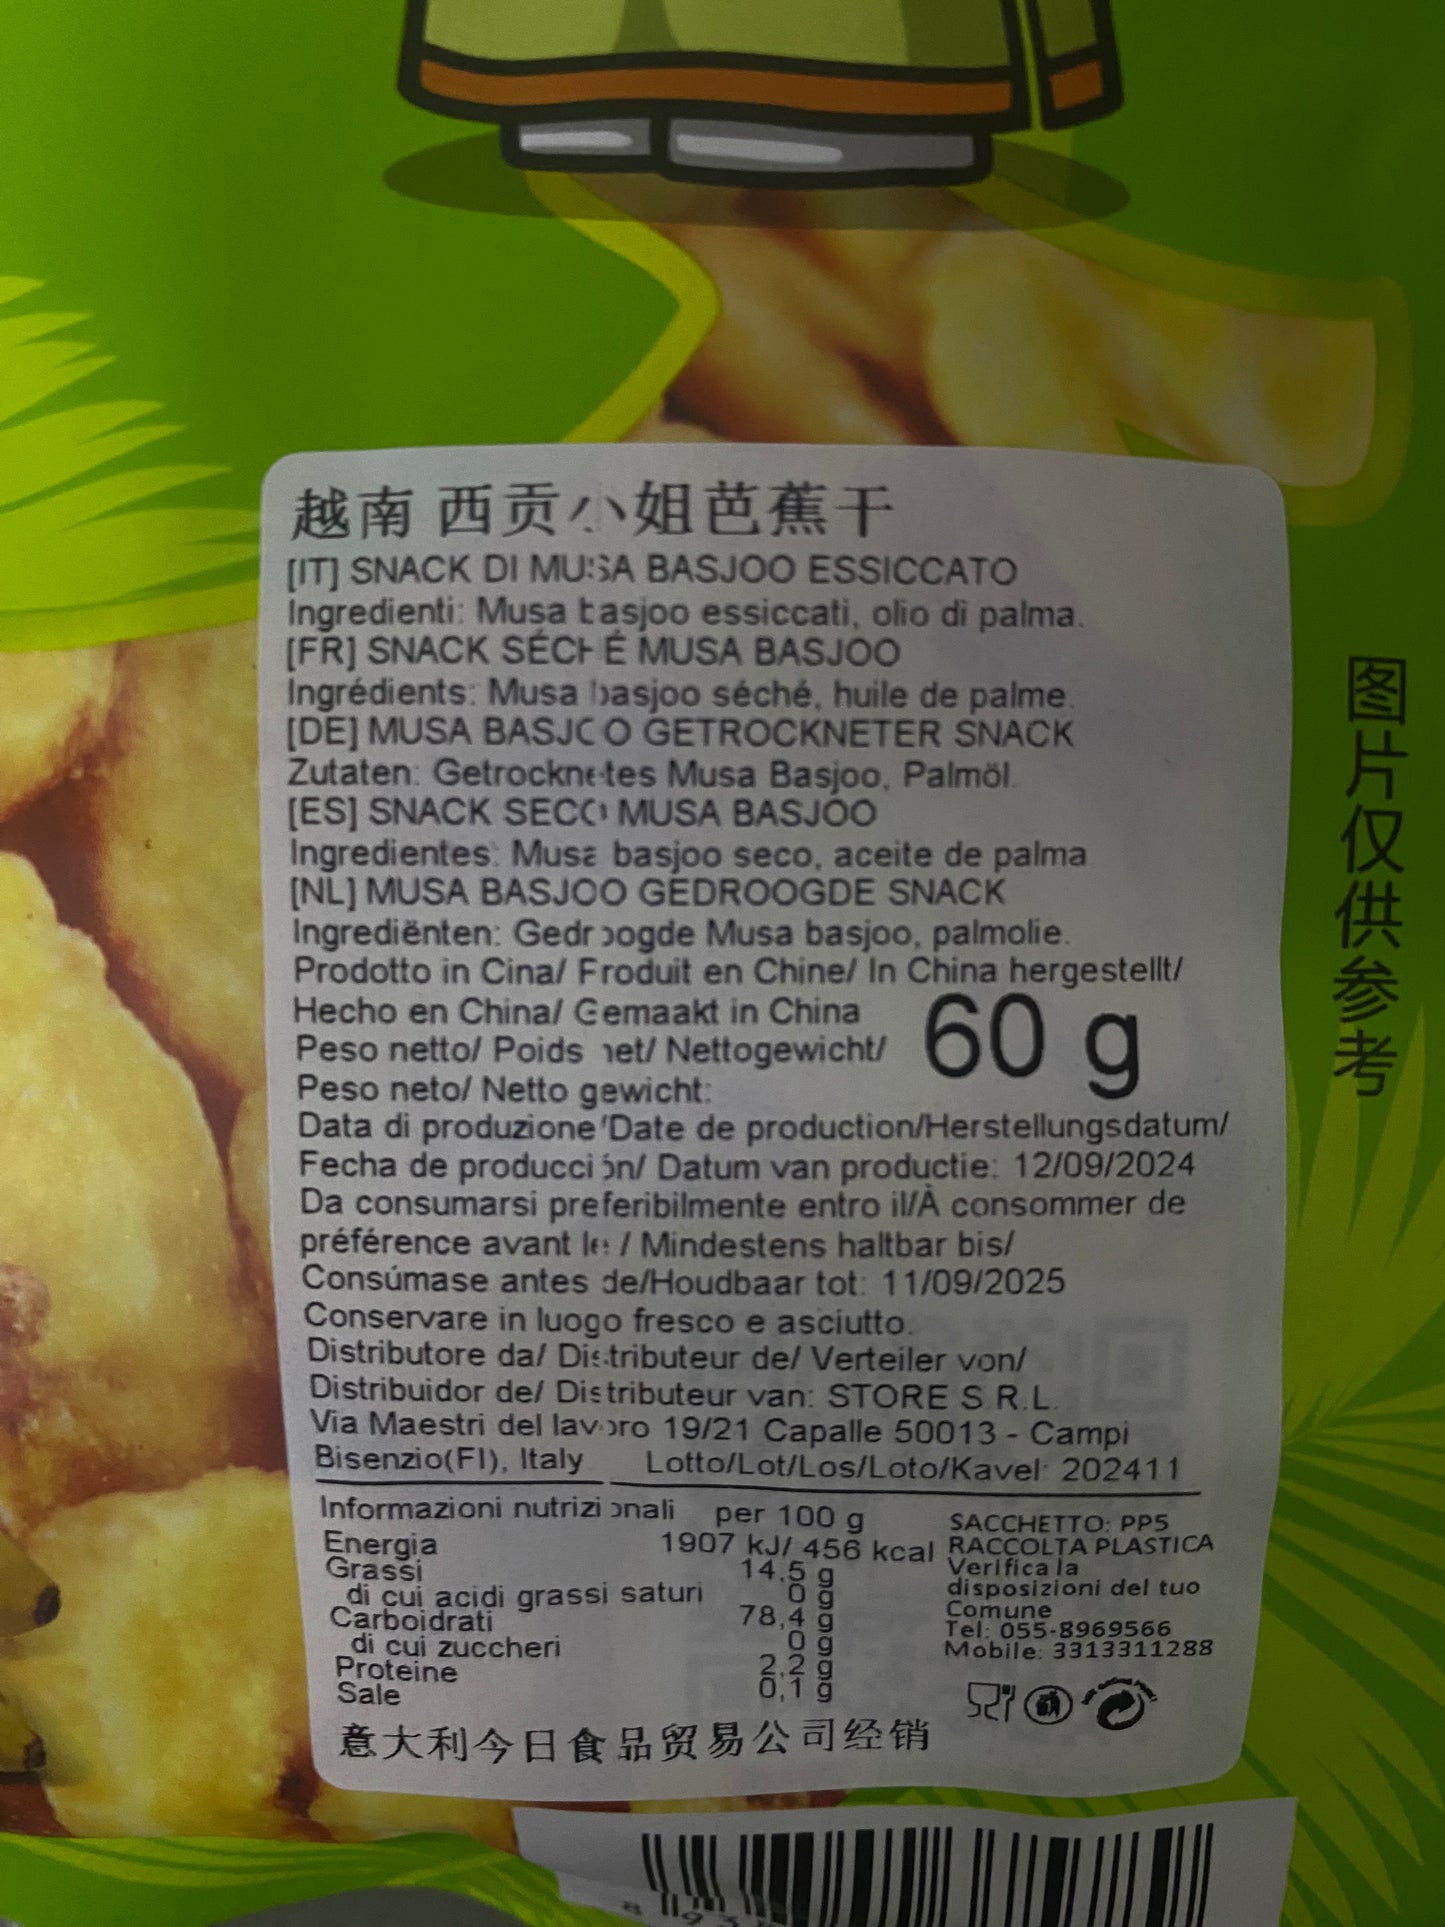 越南 西贡小姐芭蕉干
[IT] SNACK DI MUSA BASJOO ESSICCATO
Ingredienti: Musa basjoo essiccati, olio di palma.
[FR] SNACK SÉCHÉ MUSA BASJOO
Ingrédients: Musa basjoo séché, huile de palme.
[DE] MUSA BASJOO GETROCKNETER SNACK
Zutaten: Getrocknetes Musa Basjoo, Palmöl.
[ES] SNACK SECO MUSA BASJOO
Ingredientes: Musa basjoo seco, aceite de palma
[NL] MUSA BASJOO GEDROOGDE SNACK
Ingrediënten: Gedroogde Musa basjoo, palmolie.
Prodotto in Cina/ Produit en Chine/ In China hergestellt/
Hecho en China/ Gemaakt in China
Peso netto/ Poids net/ Nettogewicht/
Peso neto/ Netto gewicht:
60 g
Data di produzione/Date de production/Herstellungsdatum/
Fecha de producción/ Datum van productie: 12/09/2024
Da consumarsi preferibilmente entro il/À consommer de
préférence avant le: / Mindestens haltbar bis/
Consúmase antes de/Houdbaar tot: 11/09/2025
Conservare in luogo fresco e asciutto.
Distributore da/ Distributeur de/ Verteiler von/
Distribuidor de/ Distributeur van: STORE S.R.L.
Via Maestri del lavoro 19/21 Capalle 50013 - Campi
Bisenzio(FI), Italy Lotto/Lot/Los/Loto/Kavel: 202411
Informazioni nutrizionali per 100 g
Energia 1907 kJ/ 456 kcal
Grassi 14,5 g
di cui acidi grassi saturi 0 g
Carboidrati 78,4 g
di cui zuccheri 0 g
Proteine 2,2 g
Sale 0,1 g
SACCHETTO: PP5
RACCOLTA PLASTICA
Verifica la
disposizioni del tuo
Comune
Tel: 055-8969566
Mobile: 3313311288
意大利今日食品贸易公司经销
图片仅供参考